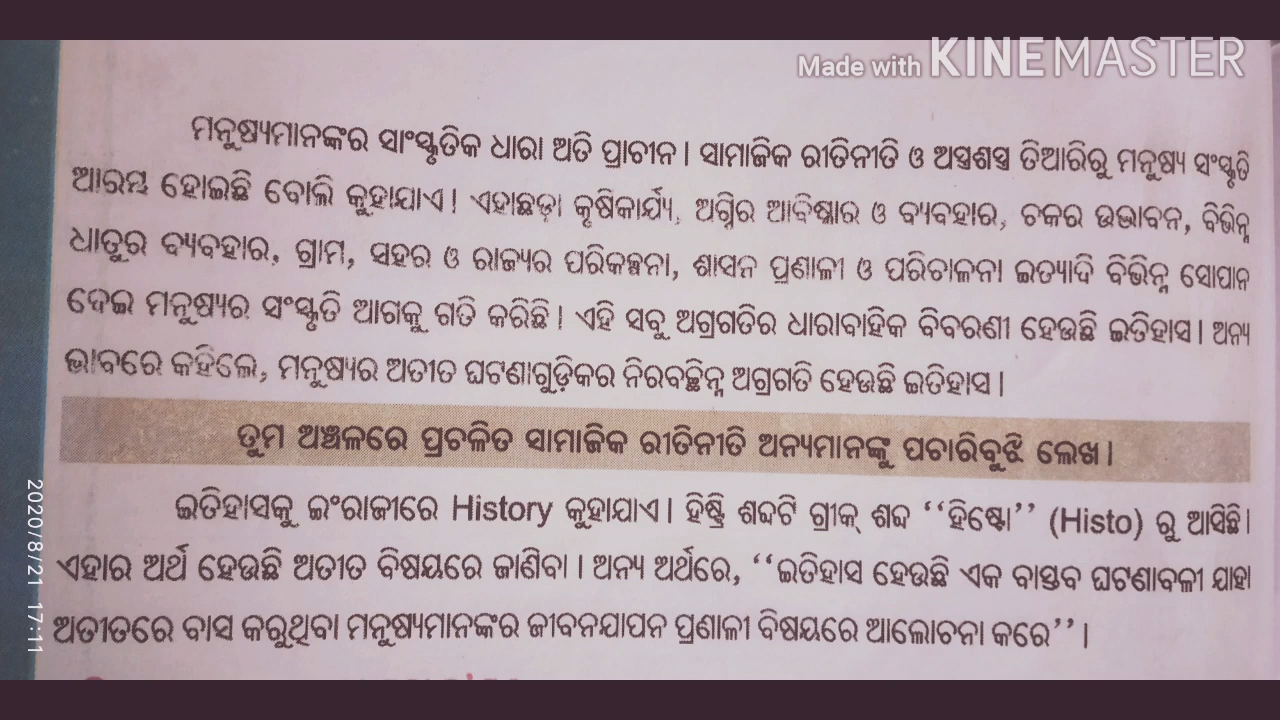 Made with KINEMASTER
ମନୁଷ୍ୟମାନଙ୍କର ସାଂସ୍କୃତିକ ଧାରା ଅତି ପ୍ରାଚୀନ। ସାମାଜିକ ରୀତିନୀତି ଓ ଅସ୍ତ୍ରଶସ୍ତ୍ର ତିଆରିରୁ ମନୁଷ୍ୟ ସଂସ୍କୃତି
ଆରମ୍ଭ ହୋଇଛି ବୋଲି କୁହାଯାଏ। ଏହାଛଡ଼ା କୃଷିକାର୍ଯ୍ୟ, ଅଗ୍ନିର ଆବିଷ୍କାର ଓ ବ୍ୟବହାର, ଚକର ଉଦ୍ଭାବନ, ବିଭିନ୍ନ
ଧାତୁର ବ୍ୟବହାର, ଗ୍ରାମ, ସହର ଓ ରାଜ୍ୟର ପରିକଳ୍ପନା, ଶାସନ ପ୍ରଣାଳୀ ଓ ପରିଚାଳନା ଇତ୍ୟାଦି ବିଭିନ୍ନ ସୋପାନ
ଦେଇ ମନୁଷ୍ୟର ସଂସ୍କୃତି ଆଗକୁ ଗତି କରିଛି। ଏହି ସବୁ ଅଗ୍ରଗତିର ଧାରାବାହିକ ବିବରଣୀ ହେଉଛି ଇତିହାସ। ଅନ୍ୟ
ଭାବରେ କହିଲେ, ମନୁଷ୍ୟର ଅତୀତ ଘଟଣାଗୁଡ଼ିକର ନିରବଚ୍ଛିନ୍ନ ଅଗ୍ରଗତି ହେଉଛି ଇତିହାସ।
ତୁମ ଅଞ୍ଚଳରେ ପ୍ରଚଳିତ ସାମାଜିକ ରୀତିନୀତି ଅନ୍ୟମାନଙ୍କୁ ପଚାରିବୁଝି ଲେଖ।
ଇତିହାସକୁ ଇଂରାଜୀରେ History କୁହାଯାଏ। ହିଷ୍ଟ୍ରି ଶବ୍ଦଟି ଗ୍ରୀକ୍ ଶବ୍ଦ ‘‘ହିଷ୍ଟୋ’’ (Histo) ରୁ ଆସିଛି।
ଏହାର ଅର୍ଥ ହେଉଛି ଅତୀତ ବିଷୟରେ ଜାଣିବା। ଅନ୍ୟ ଅର୍ଥରେ, ‘‘ଇତିହାସ ହେଉଛି ଏକ ବାସ୍ତବ ଘଟଣାବଳୀ ଯାହା
ଅତୀତରେ ବାସ କରୁଥିବା ମନୁଷ୍ୟମାନଙ୍କର ଜୀବନଯାପନ ପ୍ରଣାଳୀ ବିଷୟରେ ଆଲୋଚନା କରେ’’।
2020/8/21 17:11